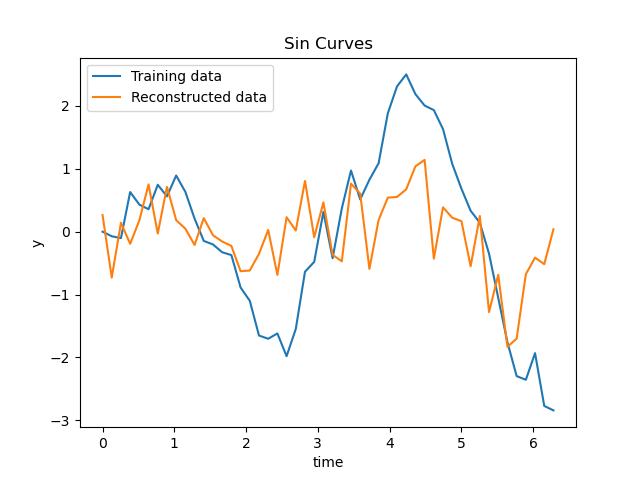 Sin Curves
Training data
Reconstructed data
2
1
0
−1
−2
−3
y
0 1 2 3 4 5 6
time